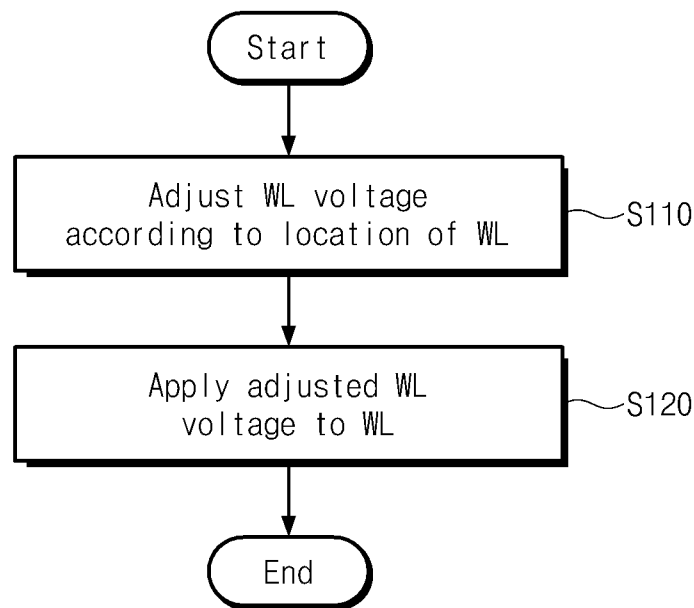 Start
Adjust WL voltage
according to location of WL
S110
Apply adjusted WL
voltage to WL
S120
End